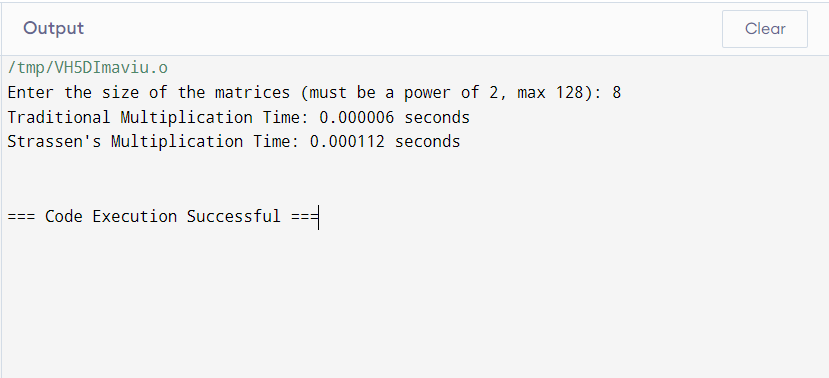 Output
Clear
/tmp/VH5DImaviu.o
Enter the size of the matrices (must be a power of 2, max 128): 8
Traditional Multiplication Time: 0.000006 seconds
Strassen's Multiplication Time: 0.000112 seconds
=== Code Execution Successful ===